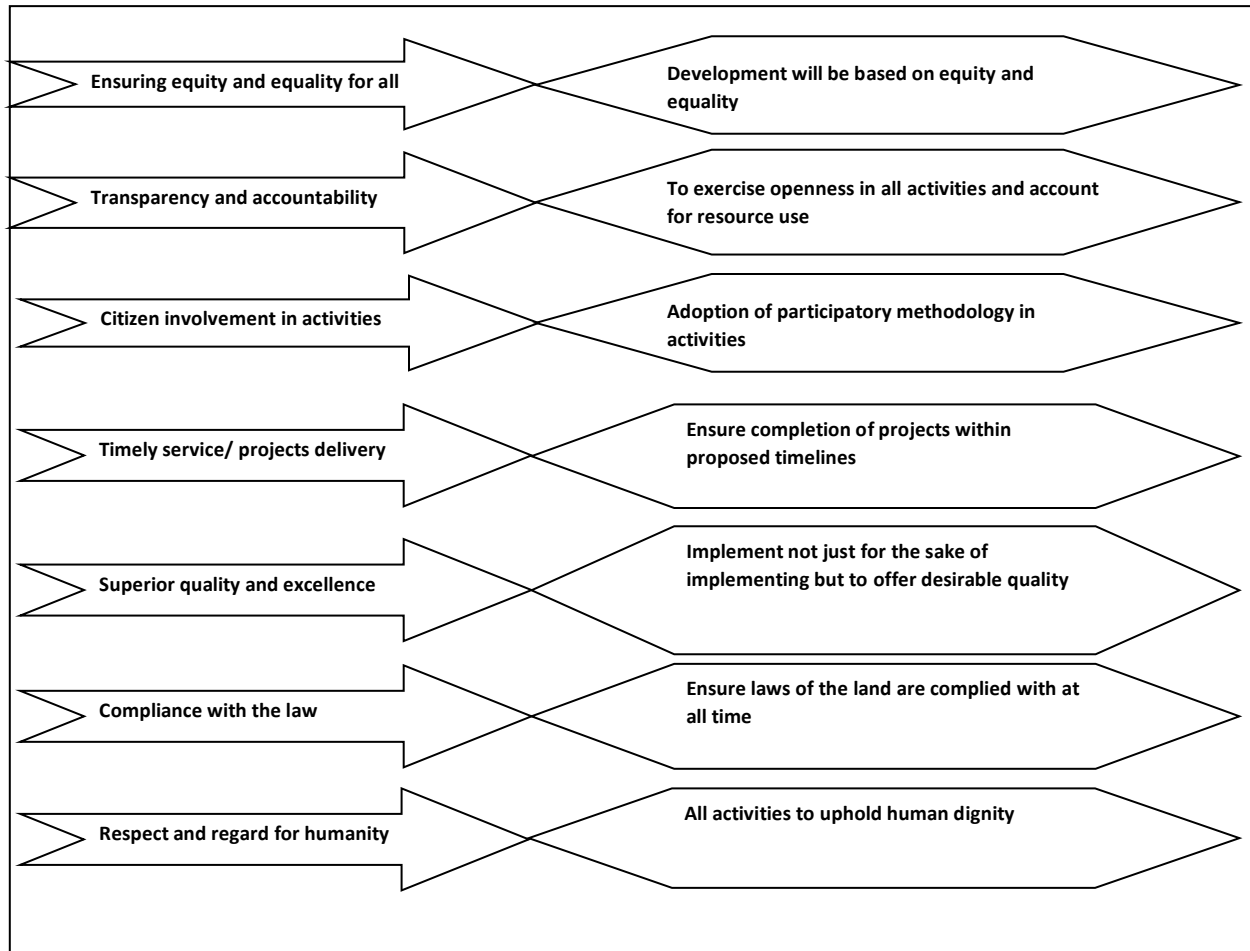 Ensuring equity and equality for all
Development will be based on equity and
equality
Transparency and accountability
To exercise openness in all activities and account
for resource use
Citizen involvement in activities
Adoption of participatory methodology in
activities
Timely service/ projects delivery
Ensure completion of projects within
proposed timelines
Superior quality and excellence
Implement not just for the sake of
implementing but to offer desirable quality
Compliance with the law
Ensure laws of the land are complied with at
all time
Respect and regard for humanity
All activities to uphold human dignity